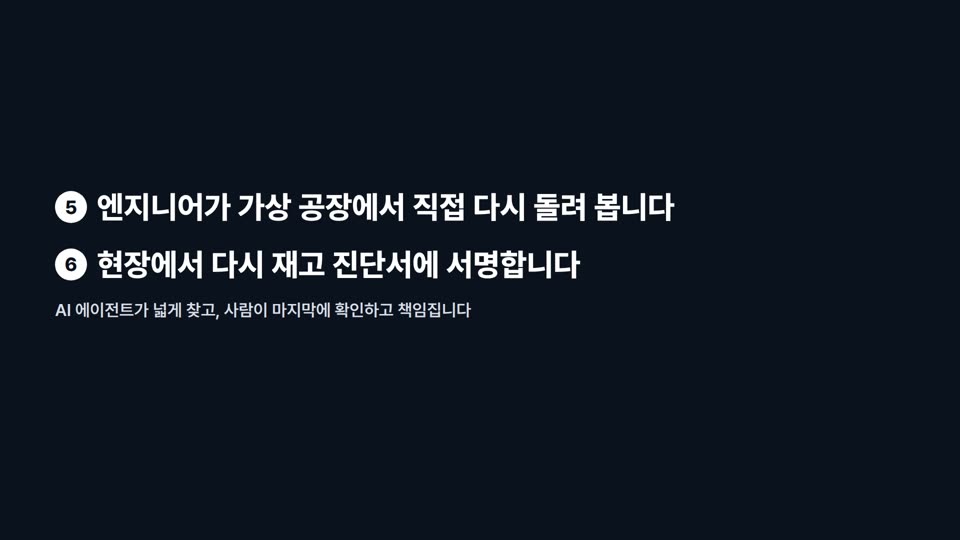 ❺ 엔지니어가 가상 공장에서 직접 다시 돌려 봅니다
❻ 현장에서 다시 재고 진단서에 서명합니다
AI 에이전트가 넓게 찾고, 사람이 마지막에 확인하고 책임집니다